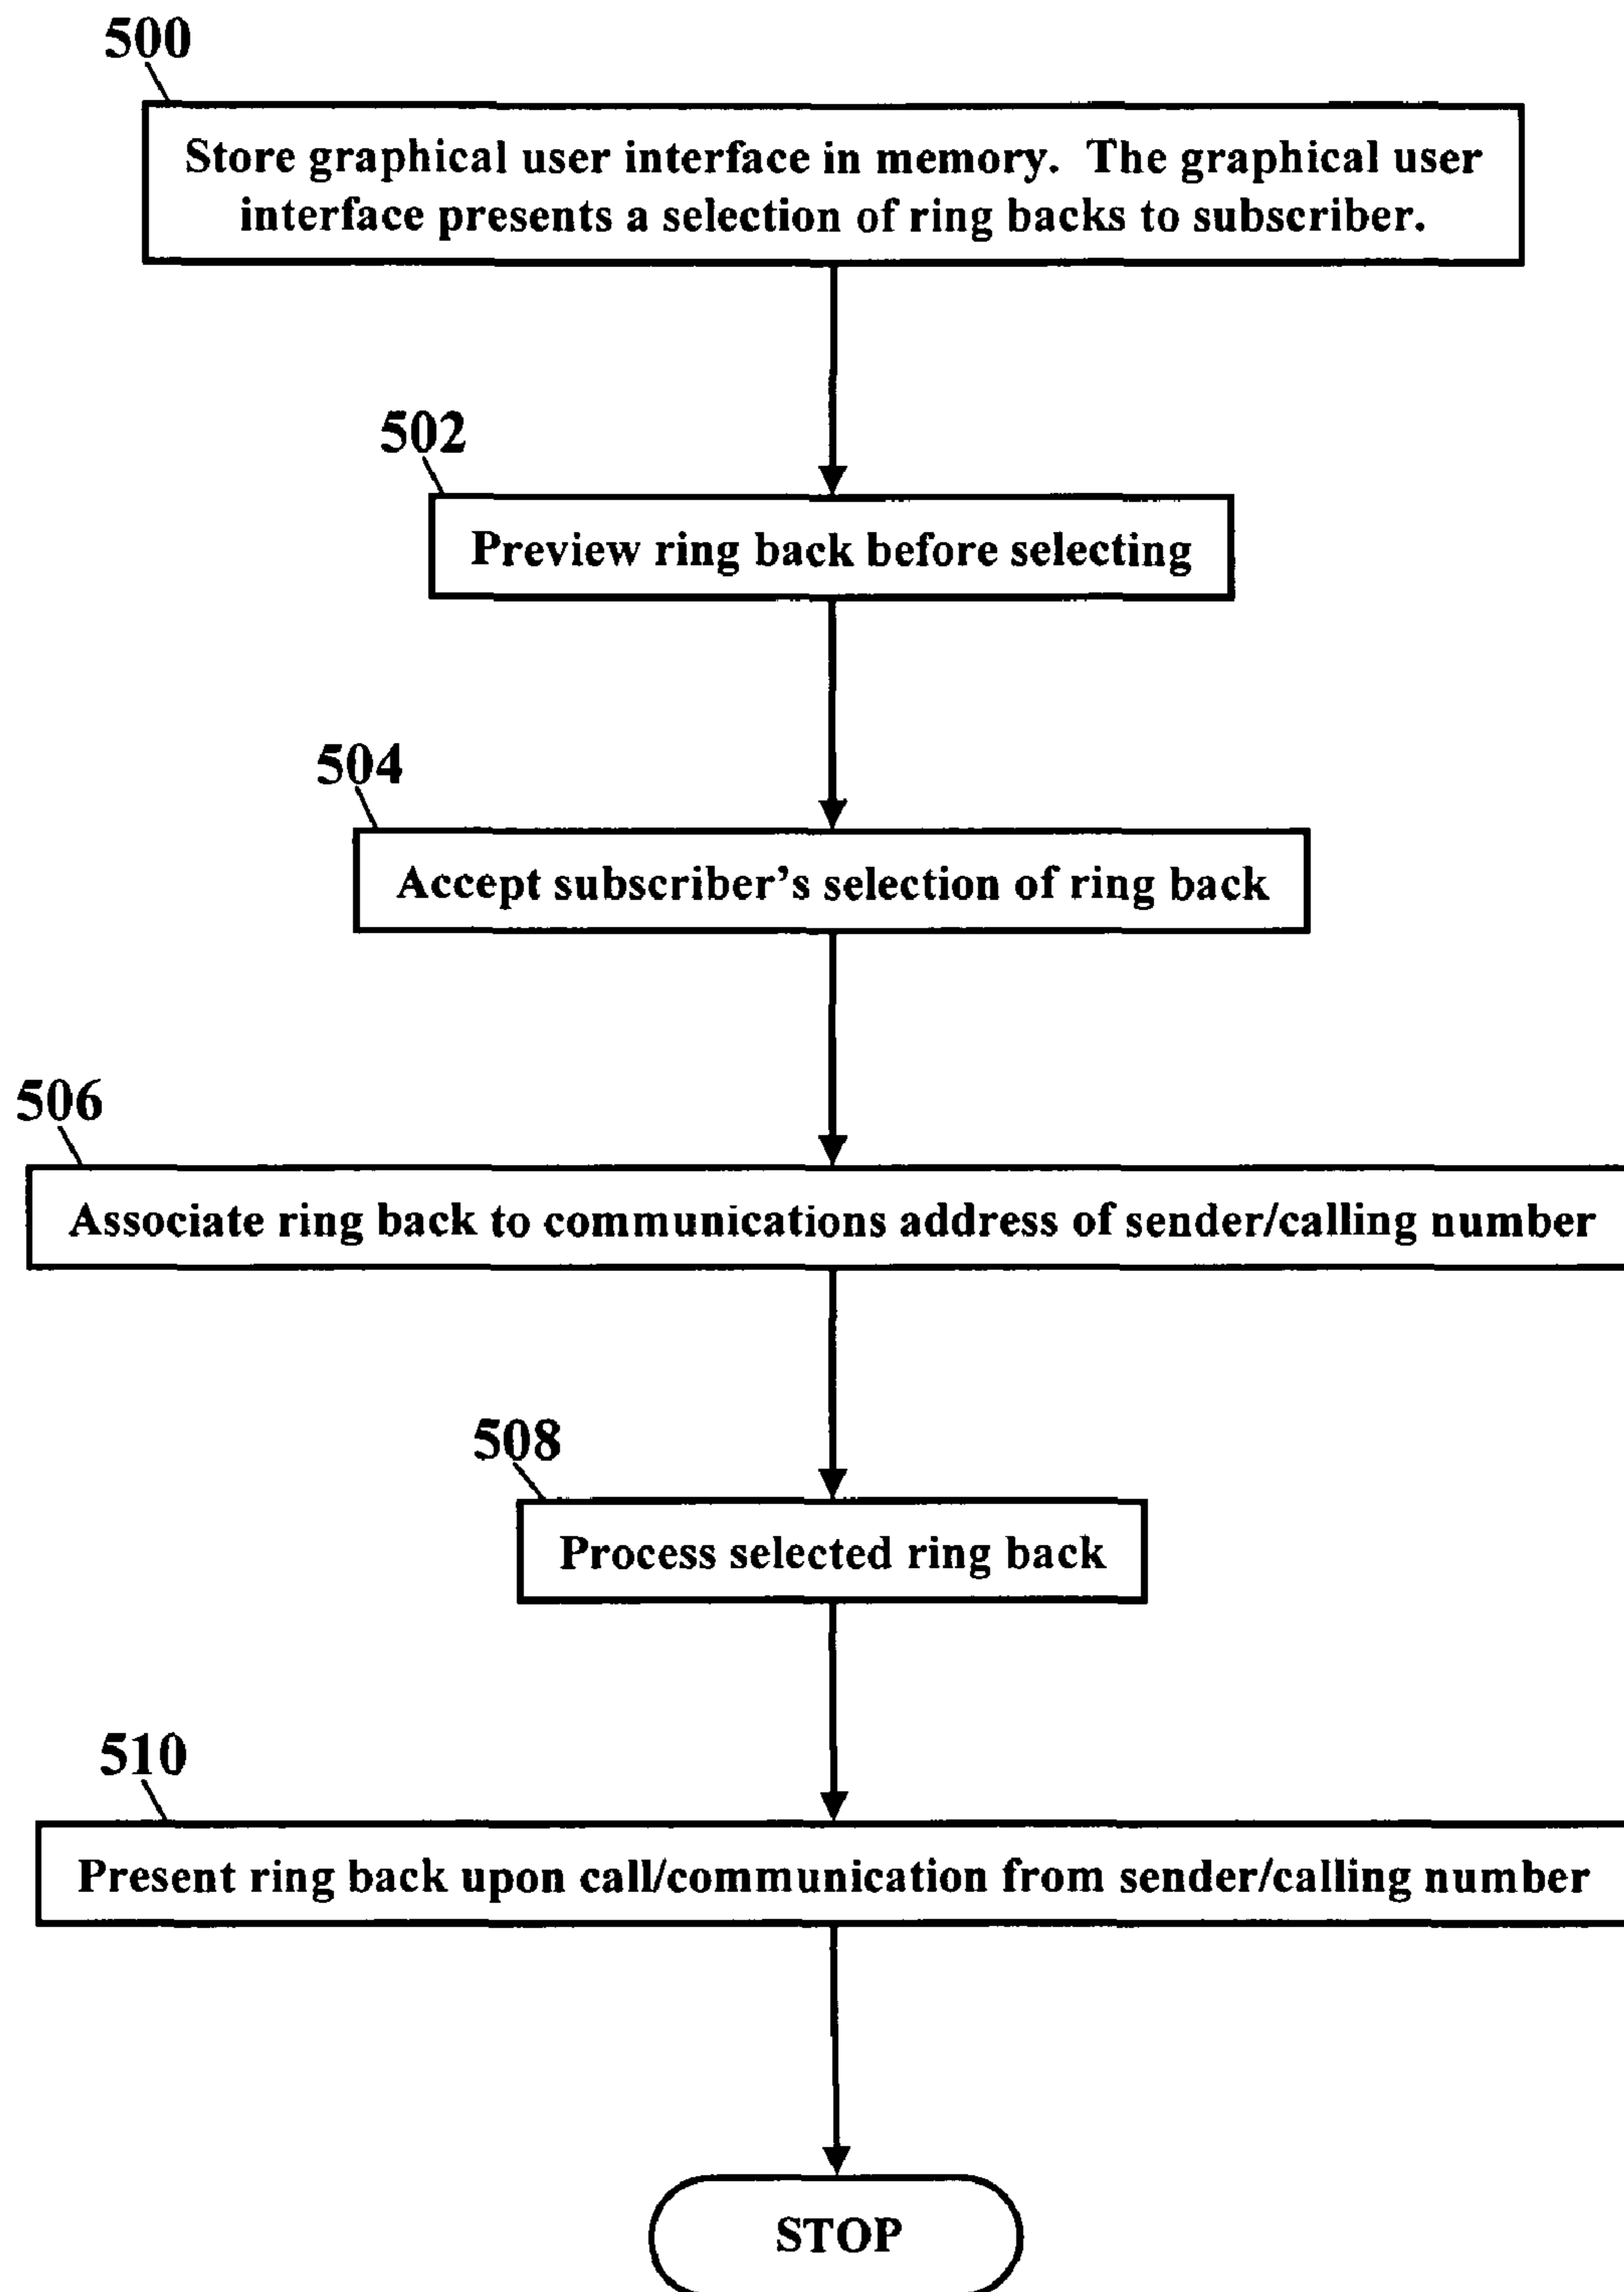 500
Store graphical user interface in memory. The graphical user
interface presents a selection of ring backs to subscriber.
502
Preview ring back before selecting
504
Accept subscriber's selection of ring back
506
Associate ring back to communications address of sender/calling number
508
Process selected ring back
510
Present ring back upon call/communication from sender/calling number
STOP